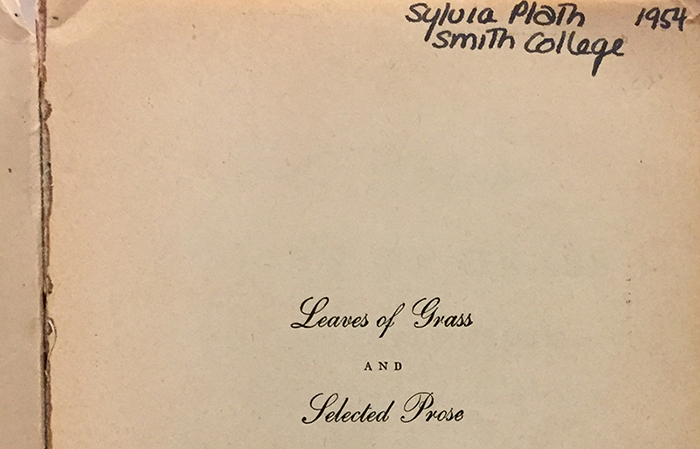 Sylvia Plath 1954
Smith College
Leaves of Grass
AND
Selected Prose